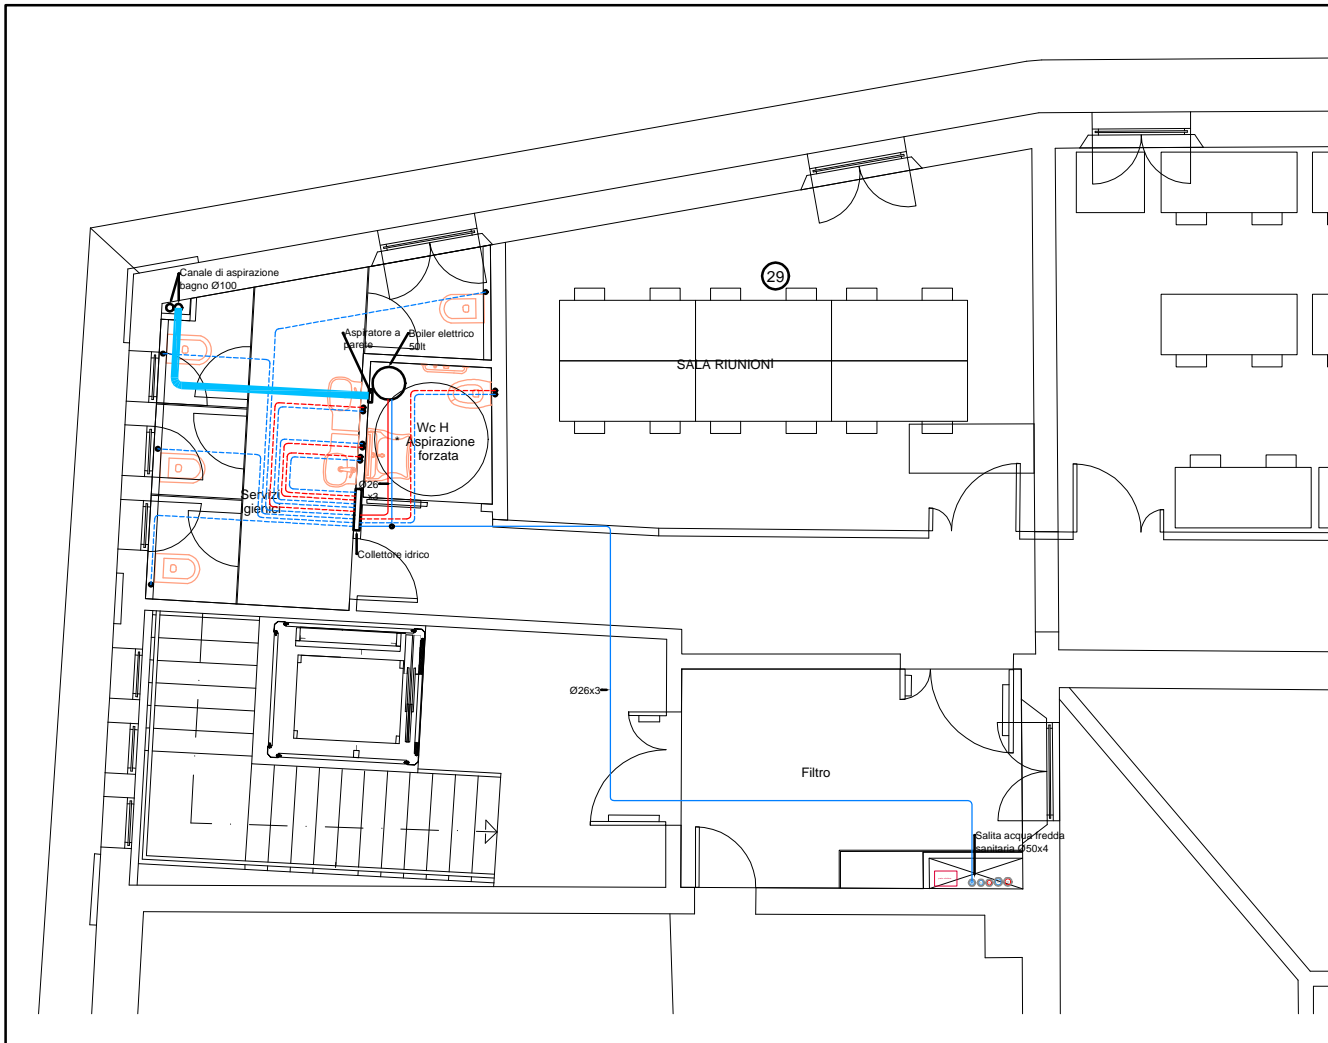 Canale di aspirazione
bagno Ø100
29
Aspiratore a
parete
Boiler elettrico
50lt
SALA RIUNIONI
Wc H
Aspirazione
forzata
Ø26
x3
Servizi
igienici
Collettore idrico
Ø26x3
Filtro
Salita acqua fredda
sanitaria Ø50x4